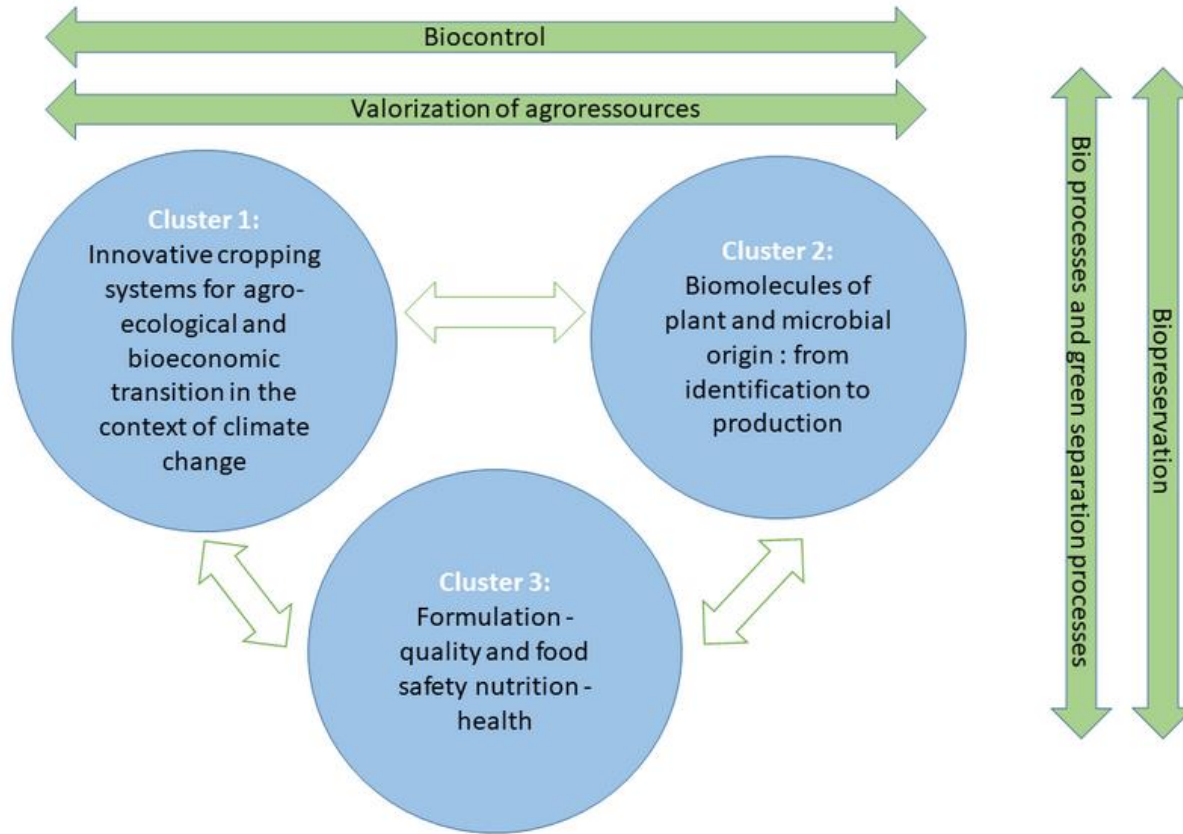 Biocontrol
Valorization of agroressources
Cluster 1:
Innovative cropping
systems for agro-
ecological and
bioeconomic
transition in the
context of climate
change
Cluster 2:
Biomolecules of
plant and microbial
origin : from
identification to
production
Cluster 3:
Formulation -
quality and food
safety nutrition -
health
Bio processes and green separation processes
Biopreservation